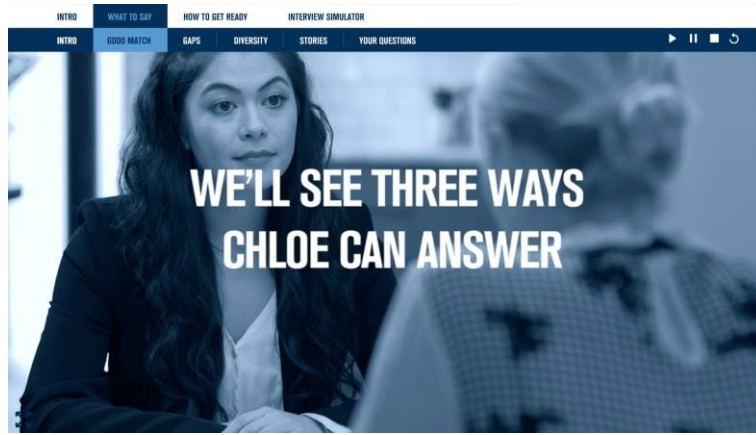 INTRO WHAT TO SAY HOW TO GET READY INTERVIEW SIMULATOR
INTRO GOOD MATCH GAPS DIVERSITY STORIES YOUR QUESTIONS
WE'LL SEE THREE WAYS
CHLOE CAN ANSWER